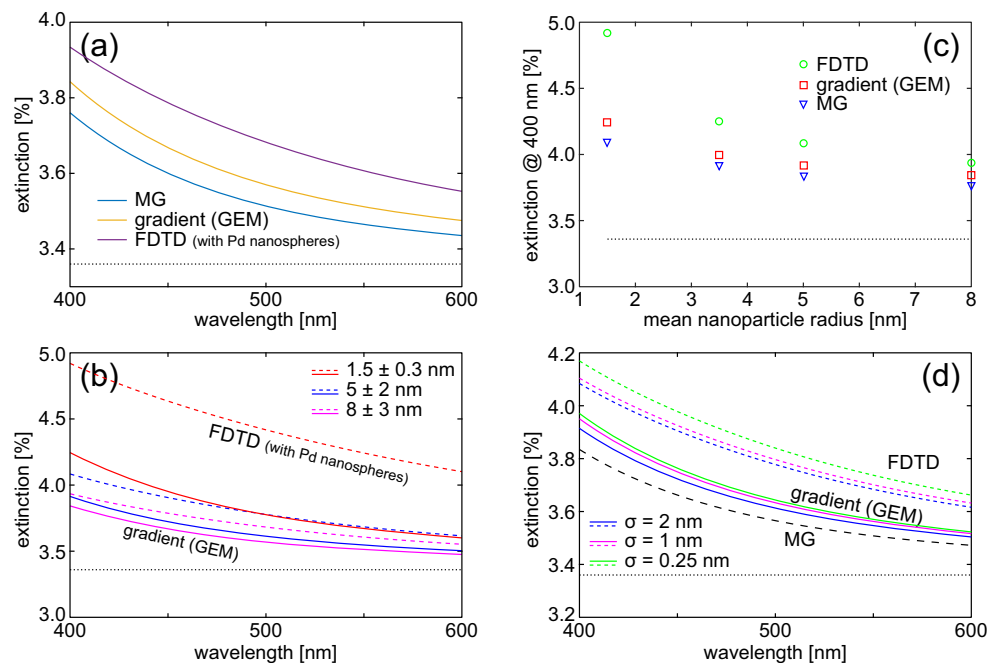 4.0
3.8
3.6
3.4
extinction [%]
(a)
MG
gradient (GEM)
FDTD (with Pd nanospheres)
400
500
600
wavelength [nm]
5.0
4.5
4.0
3.5
3.0
extinction @ 400 nm [%]
(c)
FDTD
gradient (GEM)
MG
1
2
3
4
5
6
7
8
mean nanoparticle radius [nm]
5.0
4.5
4.0
3.5
3.0
extinction [%]
(b)
1.5 ± 0.3 nm
5 ± 2 nm
8 ± 3 nm
FDTD (with Pd nanospheres)
gradient (GEM)
400
500
600
wavelength [nm]
4.2
4.0
3.8
3.6
3.4
3.2
extinction [%]
(d)
FDTD
gradient (GEM)
MG
σ = 2 nm
σ = 1 nm
σ = 0.25 nm
400
500
600
wavelength [nm]